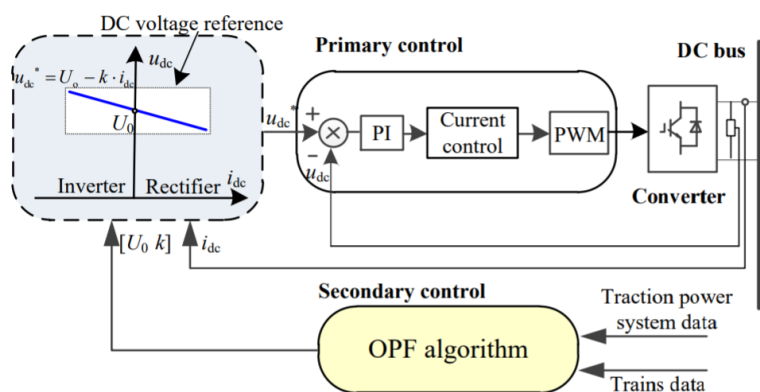 DC voltage reference
u_dc
u_dc* = U_o − k · i_dc
U_0
Inverter
Rectifier
i_dc
u_dc*
Primary control
+
−
u_dc
PI
Current
control
PWM
DC bus
Converter
[U_0 k]
i_dc
Secondary control
OPF algorithm
Traction power
system data
Trains data